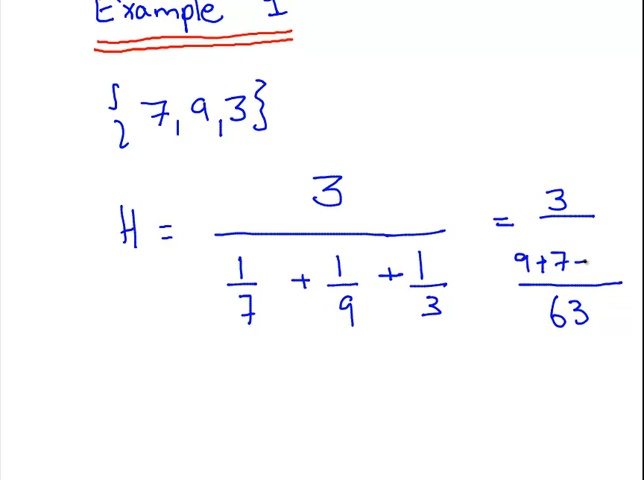 Example 1
{7, 9, 3}
H = 3 / (1/7 + 1/9 + 1/3) = 3 / ((9+7-) / 63)